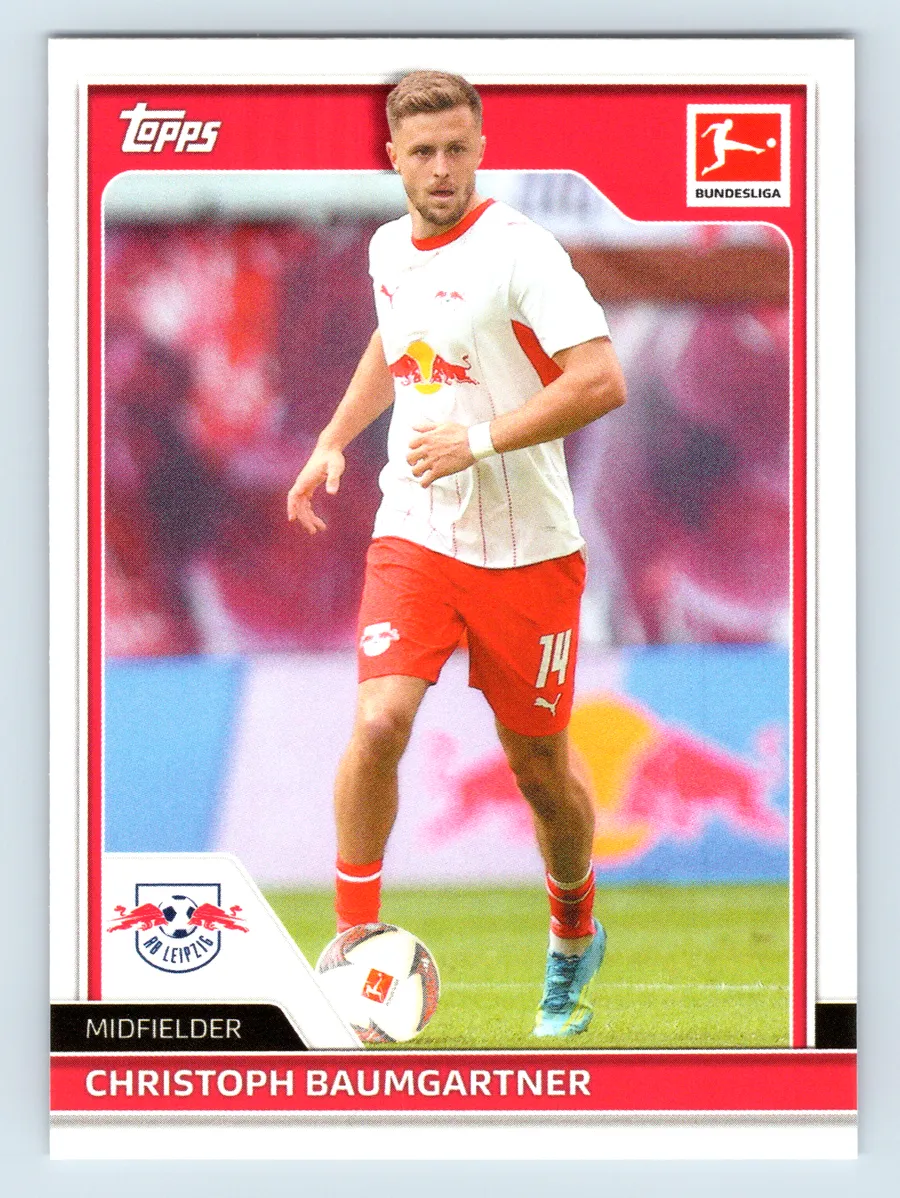 Topps
BUNDESLIGA
14
RB LEIPZIG
MIDFIELDER
CHRISTOPH BAUMGARTNER